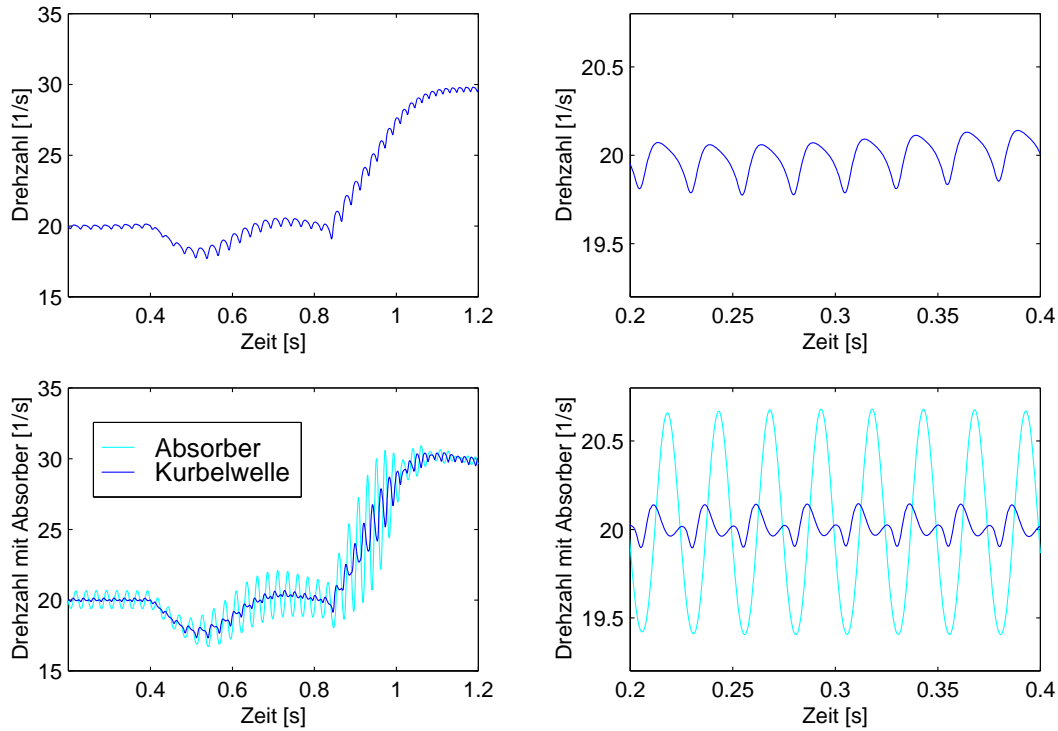 35
30
25
20
15
0.4 0.6 0.8 1 1.2
Zeit [s]
Drehzahl [1/s]
20.5
20
19.5
0.2 0.25 0.3 0.35 0.4
Zeit [s]
Drehzahl [1/s]
35
30
25
20
15
0.4 0.6 0.8 1 1.2
Zeit [s]
Drehzahl mit Absorber [1/s]
Absorber
Kurbelwelle
20.5
20
19.5
0.2 0.25 0.3 0.35 0.4
Zeit [s]
Drehzahl mit Absorber [1/s]